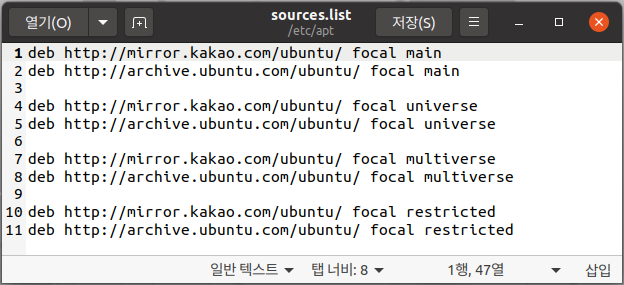 열기(O)
sources.list
/etc/apt
저장(S)
1 deb http://mirror.kakao.com/ubuntu/ focal main
2 deb http://archive.ubuntu.com/ubuntu/ focal main
3
4 deb http://mirror.kakao.com/ubuntu/ focal universe
5 deb http://archive.ubuntu.com/ubuntu/ focal universe
6
7 deb http://mirror.kakao.com/ubuntu/ focal multiverse
8 deb http://archive.ubuntu.com/ubuntu/ focal multiverse
9
10 deb http://mirror.kakao.com/ubuntu/ focal restricted
11 deb http://archive.ubuntu.com/ubuntu/ focal restricted
일반 텍스트 탭 너비: 8 1행, 47열 삽입